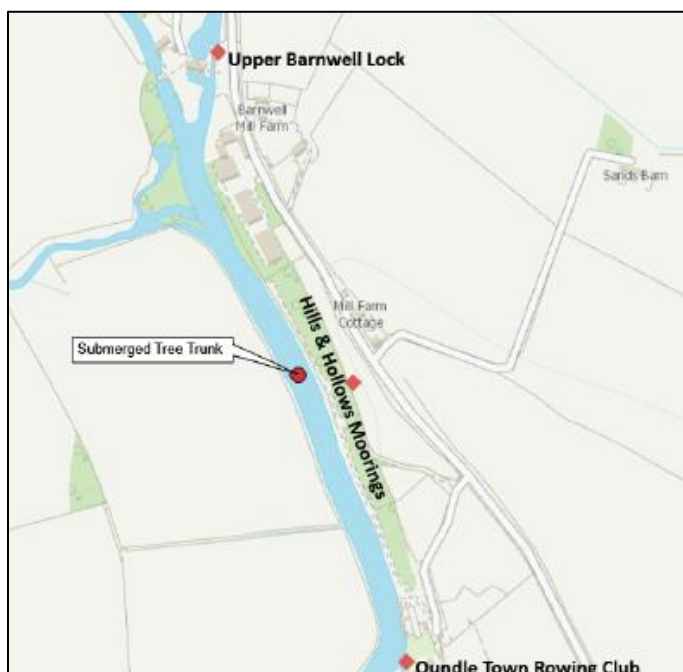 Upper Barnwell Lock
Barnwell
Mill Farm
Sands Barn
Mill Farm
Cottage
Hills & Hollows Moorings
Submerged Tree Trunk
Oundle Town Rowing Club